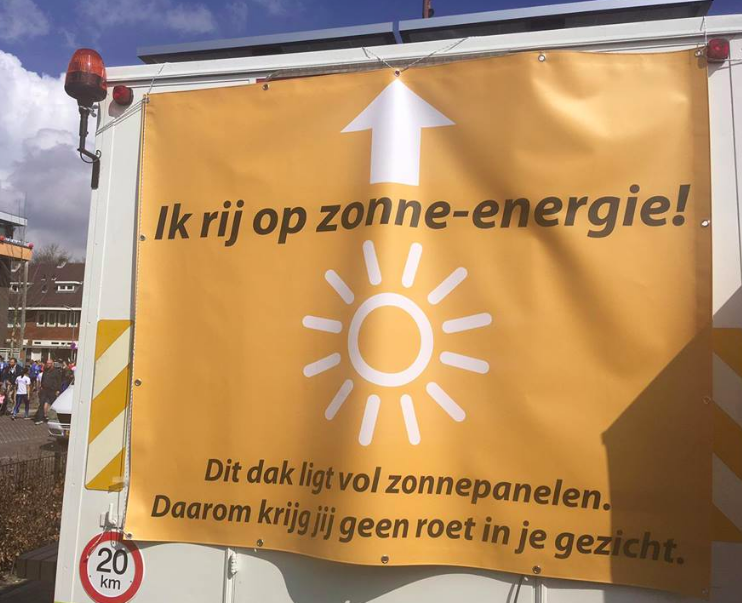 Ik rij op zonne-energie!
Dit dak ligt vol zonnepanelen.
Daarom krijg jij geen roet in je gezicht.
20
km